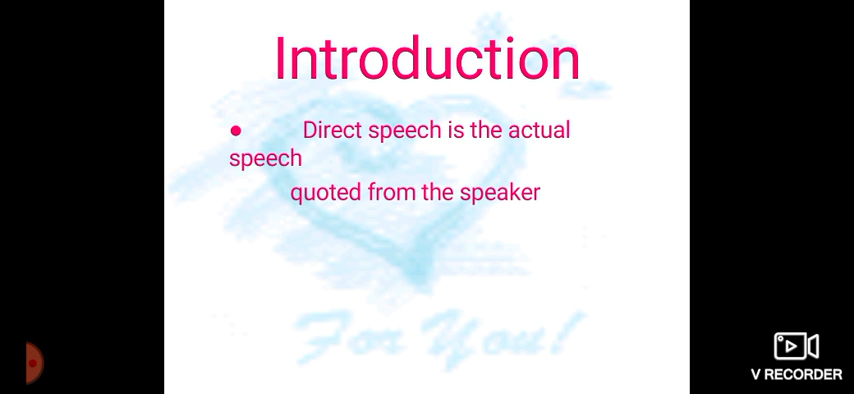 Introduction
● Direct speech is the actual
speech
quoted from the speaker
For You!
V RECORDER